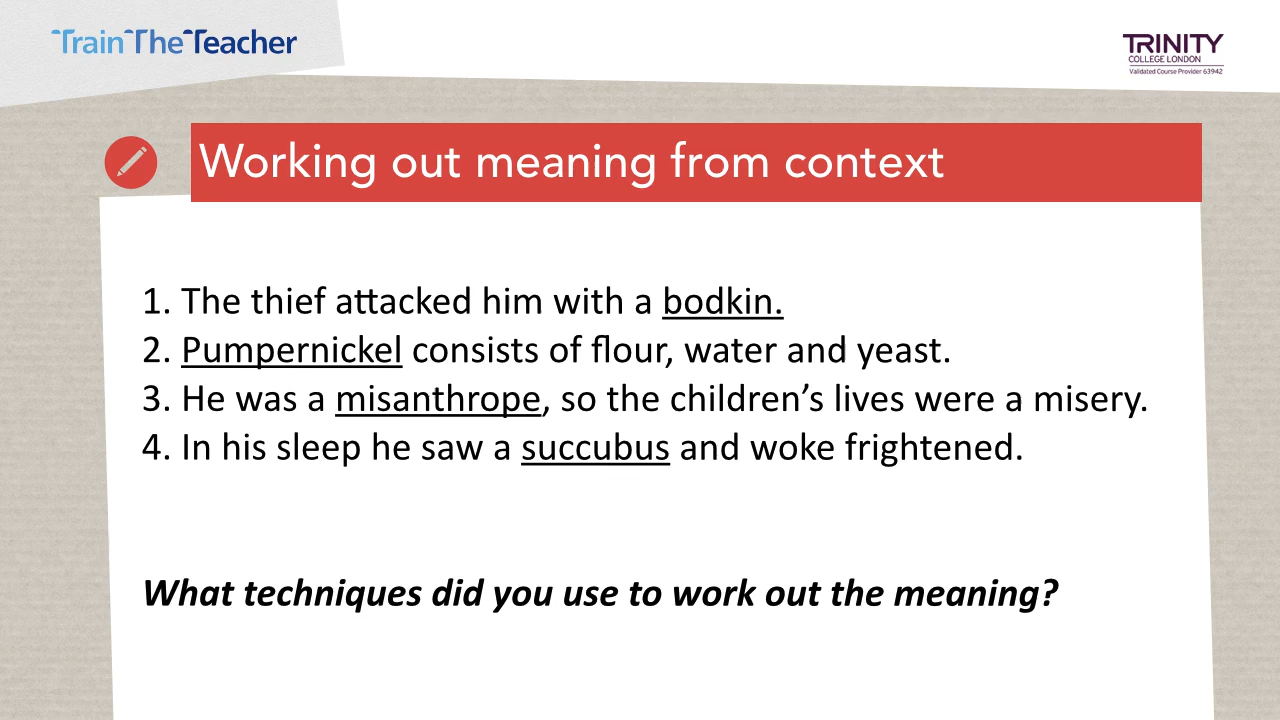 TrainTheTeacher
TRINITY
COLLEGE LONDON
Validated Course Provider 63942
Working out meaning from context
1. The thief attacked him with a bodkin.
2. Pumpernickel consists of flour, water and yeast.
3. He was a misanthrope, so the children’s lives were a misery.
4. In his sleep he saw a succubus and woke frightened.
What techniques did you use to work out the meaning?